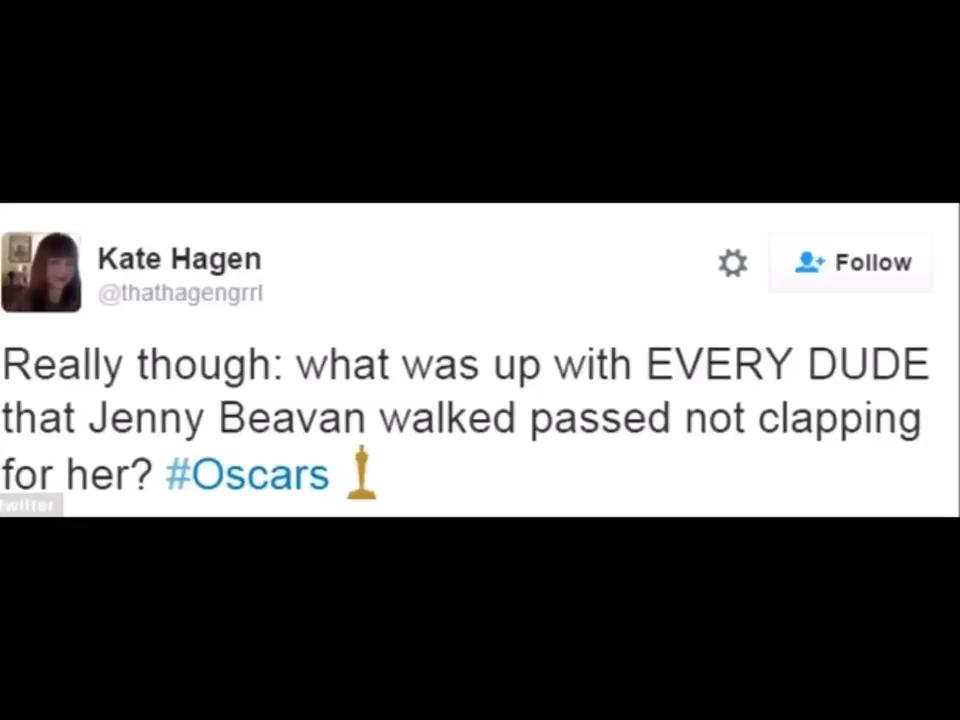 Kate Hagen
@thathagengrrl
Follow
Really though: what was up with EVERY DUDE
that Jenny Beavan walked passed not clapping
for her? #Oscars
twitter